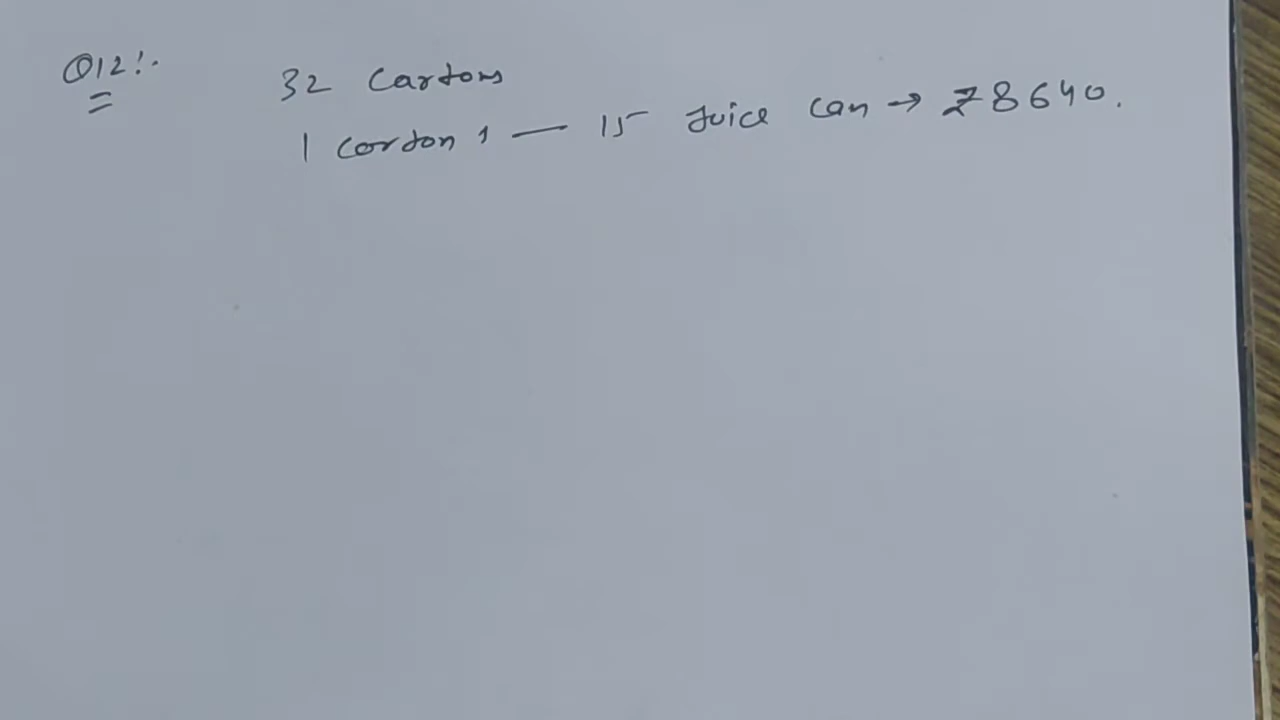 Q12:-
32 Cartons
1 carton, — 15 Juice can → ₹8640.